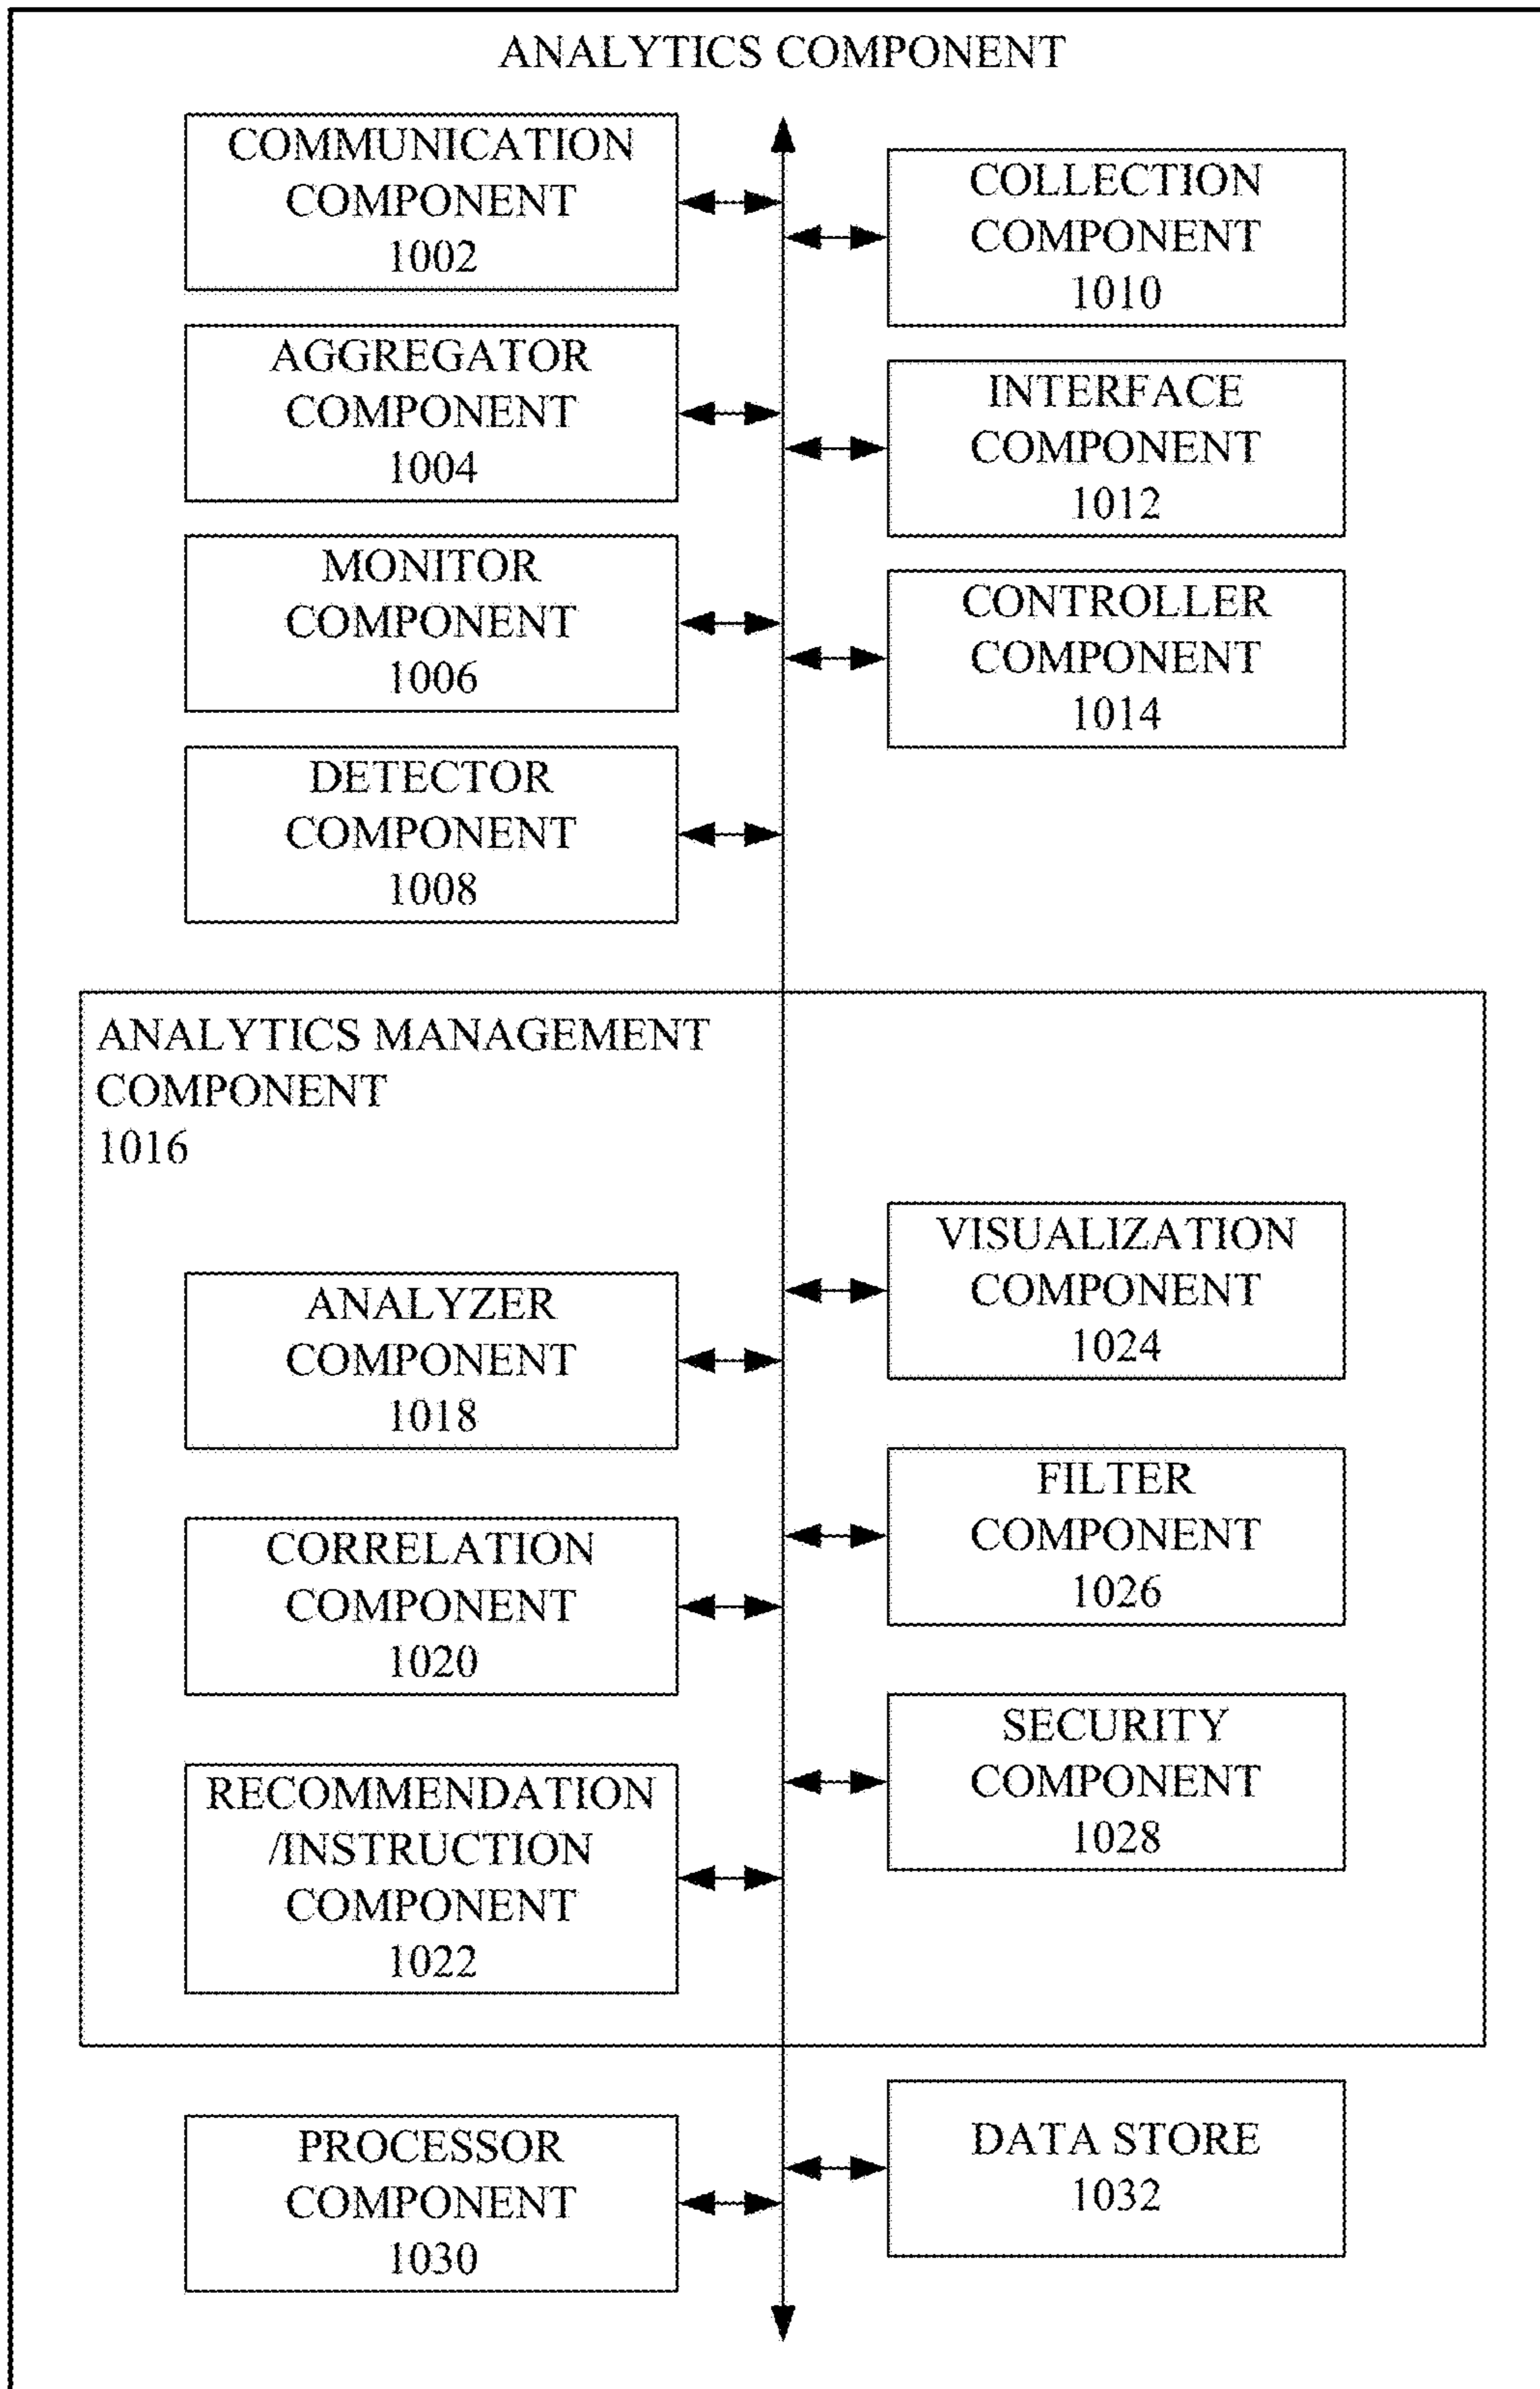 ANALYTICS COMPONENT
COMMUNICATION
COMPONENT
1002
COLLECTION
COMPONENT
1010
AGGREGATOR
COMPONENT
1004
INTERFACE
COMPONENT
1012
MONITOR
COMPONENT
1006
CONTROLLER
COMPONENT
1014
DETECTOR
COMPONENT
1008
ANALYTICS MANAGEMENT
COMPONENT
1016
VISUALIZATION
COMPONENT
1024
ANALYZER
COMPONENT
1018
FILTER
COMPONENT
1026
CORRELATION
COMPONENT
1020
SECURITY
COMPONENT
1028
RECOMMENDATION
/INSTRUCTION
COMPONENT
1022
DATA STORE
1032
PROCESSOR
COMPONENT
1030